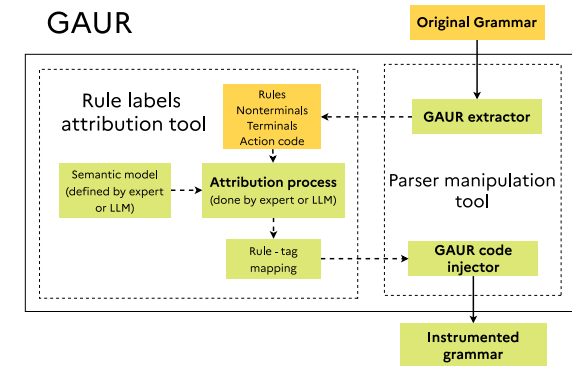 GAUR
Original Grammar
Rule labels
attribution tool
Rules
Nonterminals
Terminals
Action code
GAUR extractor
Semantic model
(defined by expert
or LLM)
Attribution process
(done by expert or LLM)
Parser manipulation
tool
Rule - tag
mapping
GAUR code
injector
Instrumented
grammar